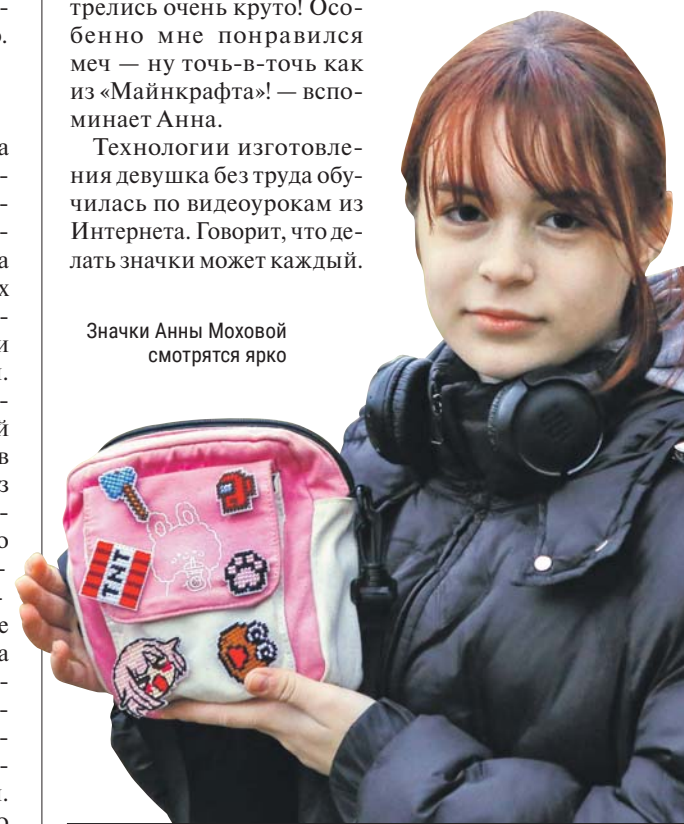 трелись очень круто! Осо-
бенно мне понравился
меч — ну точь-в-точь как
из «Майнкрафта»! — вспо-
минает Анна.
Технологии изготовле-
ния девушка без труда обу-
чилась по видеоурокам из
Интернета. Говорит, что де-
лать значки может каждый.
Значки Анны Моховой
смотрятся ярко
TNT
JBL